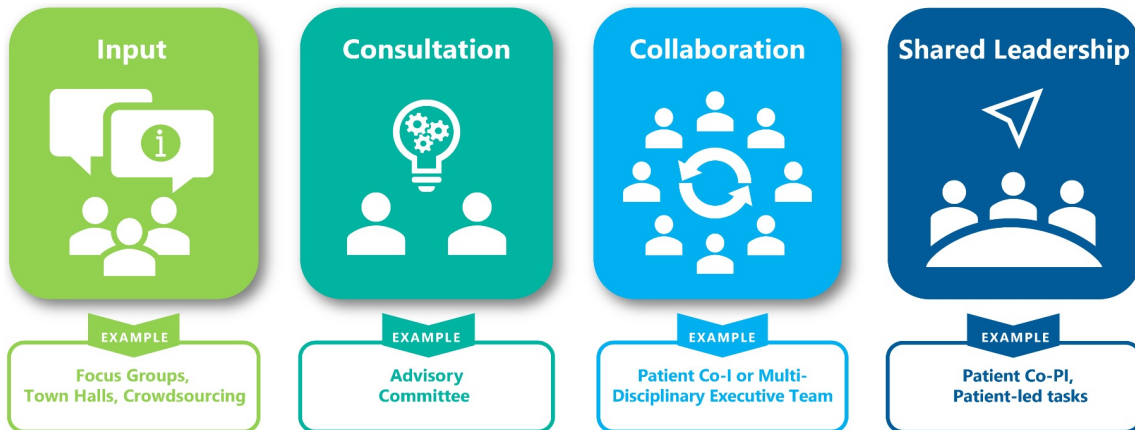 Input
Consultation
Collaboration
Shared Leadership
i
EXAMPLE
EXAMPLE
EXAMPLE
EXAMPLE
Focus Groups,
Town Halls, Crowdsourcing
Advisory
Committee
Patient Co-I or Multi-
Disciplinary Executive Team
Patient Co-PI,
Patient-led tasks